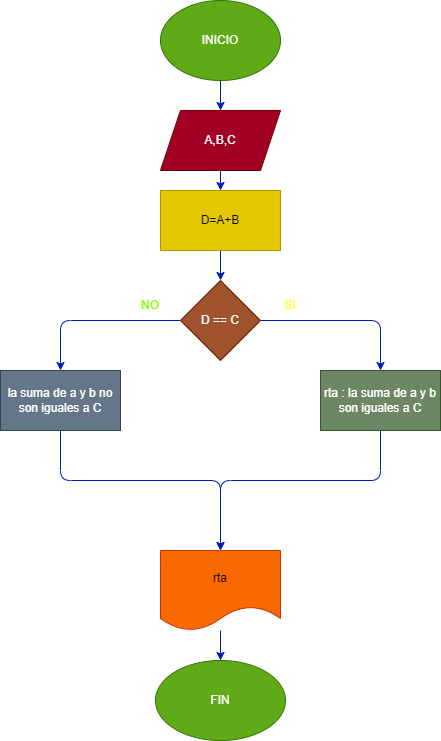 INICIO
A,B,C
D=A+B
NO
SI
D == C
la suma de a y b no
son iguales a C
rta : la suma de a y b
son iguales a C
rta
FIN